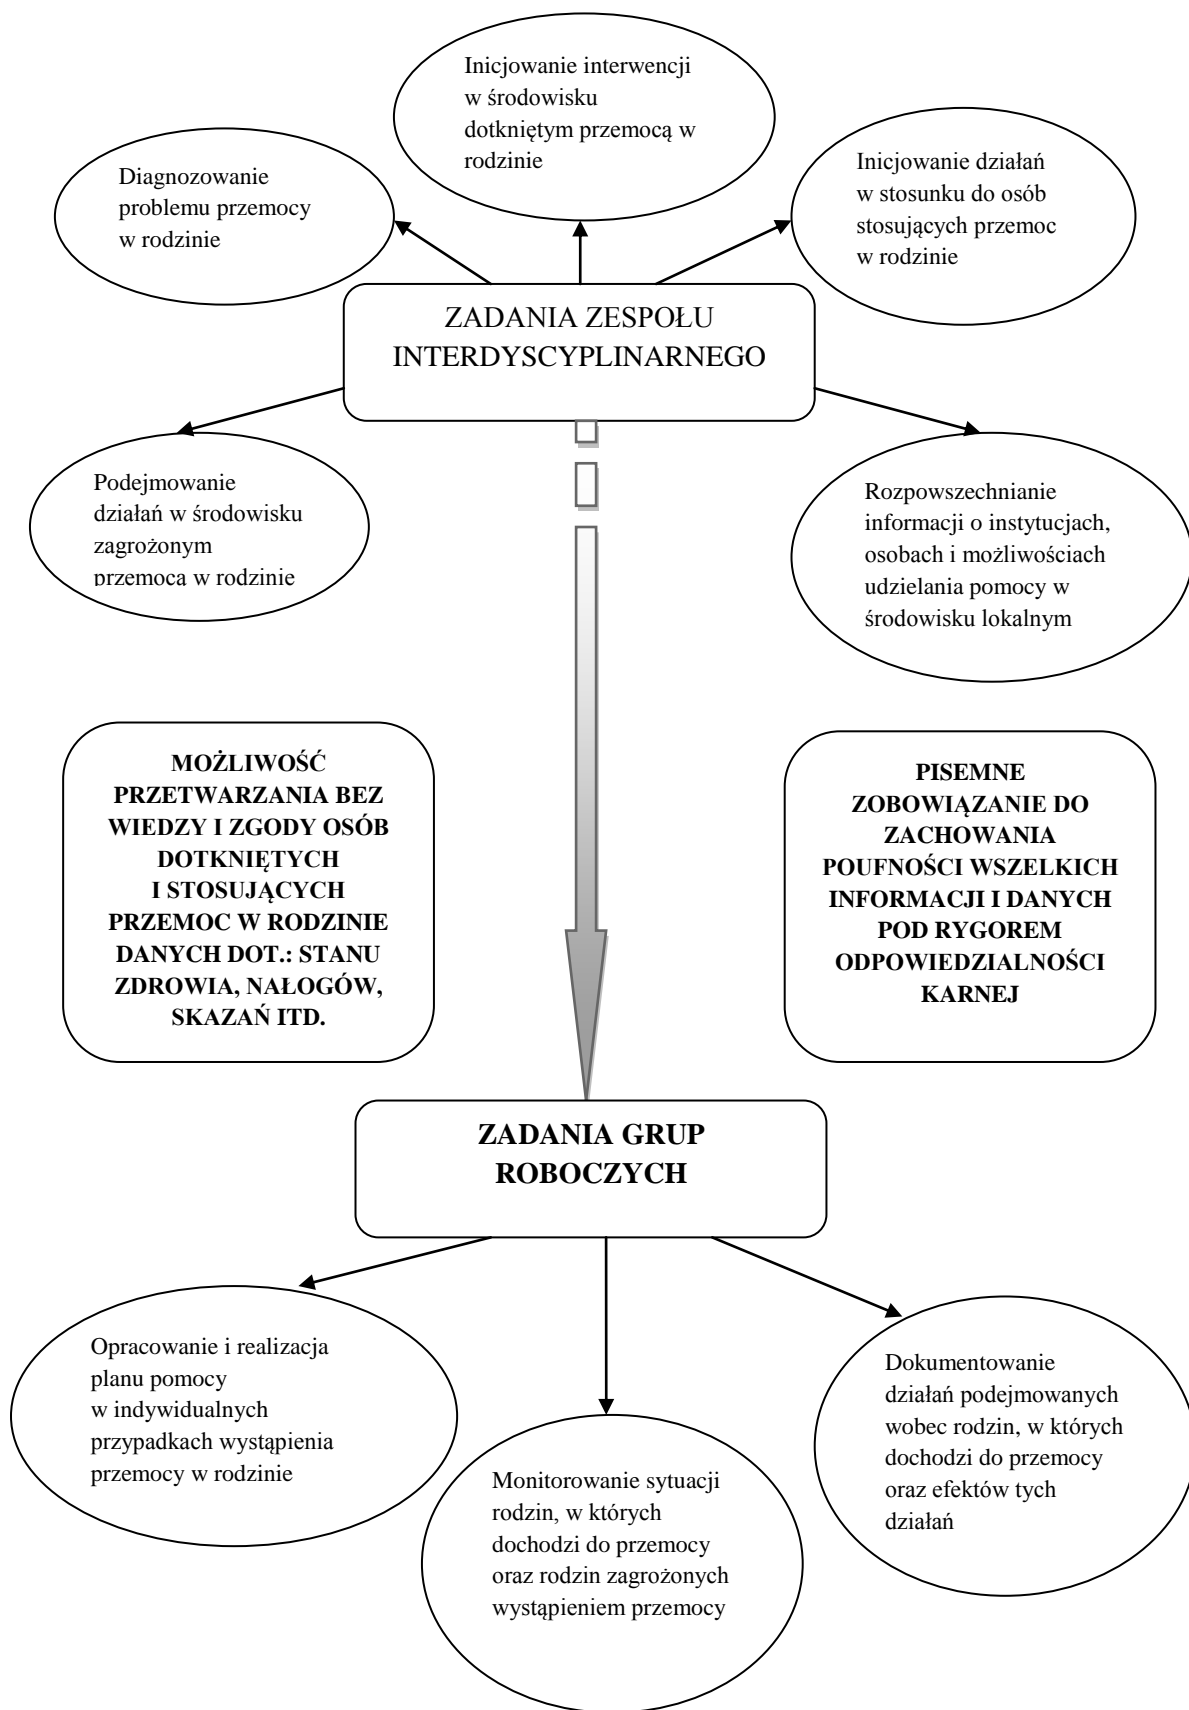 Inicjowanie interwencji
w środowisku
dotkniętym przemocą w
rodzinie
Diagnozowanie
problemu przemocy
w rodzinie
Inicjowanie działań
w stosunku do osób
stosujących przemoc
w rodzinie
ZADANIA ZESPOŁU
INTERDYSCYPLINARNEGO
Podejmowanie
działań w środowisku
zagrożonym
przemocą w rodzinie
Rozpowszechnianie
informacji o instytucjach,
osobach i możliwościach
udzielania pomocy w
środowisku lokalnym
MOŻLIWOŚĆ
PRZETWARZANIA BEZ
WIEDZY I ZGODY OSÓB
DOTKNIĘTYCH
I STOSUJĄCYCH
PRZEMOC W RODZINIE
DANYCH DOT.: STANU
ZDROWIA, NAŁOGÓW,
SKAZAŃ ITD.
PISEMNE
ZOBOWIĄZANIE DO
ZACHOWANIA
POUFNOŚCI WSZELKICH
INFORMACJI I DANYCH
POD RYGOREM
ODPOWIEDZIALNOŚCI
KARNEJ
ZADANIA GRUP
ROBOCZYCH
Opracowanie i realizacja
planu pomocy
w indywidualnych
przypadkach wystąpienia
przemocy w rodzinie
Monitorowanie sytuacji
rodzin, w których
dochodzi do przemocy
oraz rodzin zagrożonych
wystąpieniem przemocy
Dokumentowanie
działań podejmowanych
wobec rodzin, w których
dochodzi do przemocy
oraz efektów tych
działań